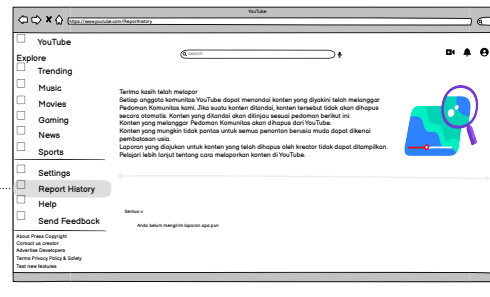 YouTube
https://www.youtube.com/Reporthistory
YouTube
search
Explore
Trending
Music
Movies
Gaming
News
Sports
Settings
Report History
Help
Send Feedback
About Press Copyright
Contact us creator
Advertise Developers
Terms Privacy Policy & Safety
Test new features
Terima kasih telah melapor
Setiap anggota komunitas YouTube dapat menandai konten yang diyakini telah melanggar
Pedoman Komunitas kami. Jika suatu konten ditandai, konten tersebut tidak akan dihapus
secara otomatis. Konten yang ditandai akan ditinjau sesuai pedoman berikut ini:
Konten yang melanggar Pedoman Komunitas akan dihapus dari YouTube.
Konten yang mungkin tidak pantas untuk semua penonton berusia muda dapat dikenai
pembatasan usia.
Laporan yang diajukan untuk konten yang telah dihapus oleh kreator tidak dapat ditampilkan.
Pelajari lebih lanjut tentang cara melaporkan konten di YouTube.
Semua v
Anda belum mengirim laporan apa pun